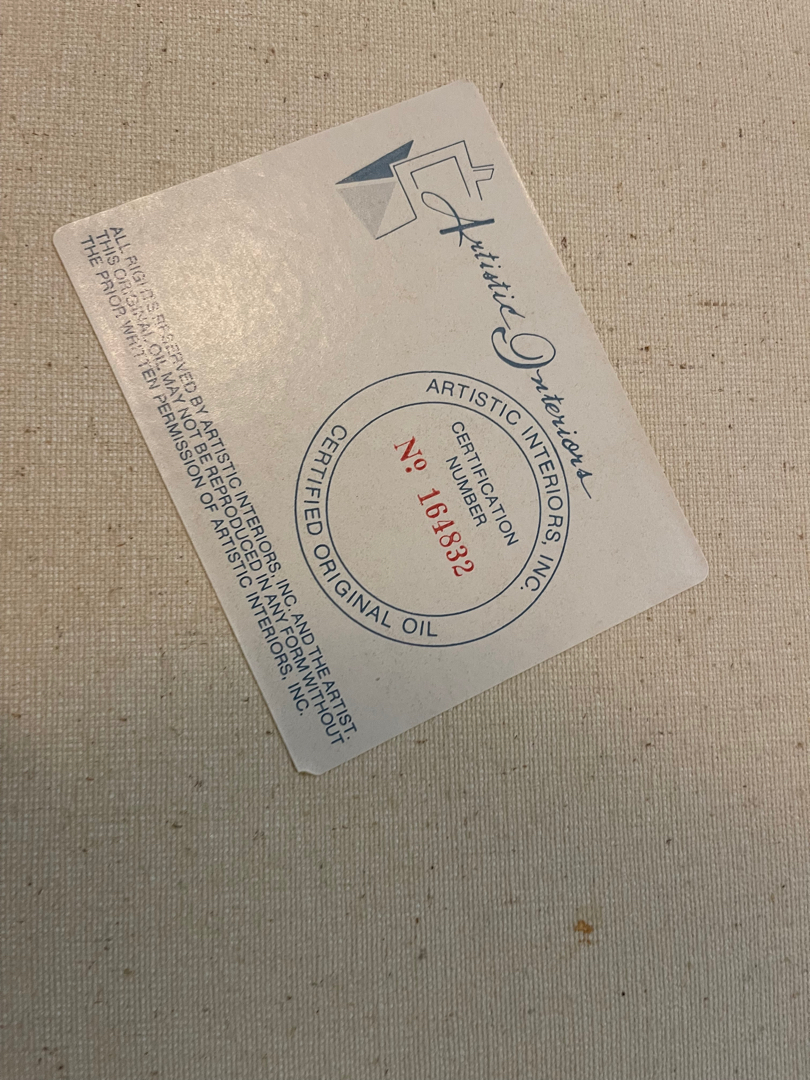 Artistic Interiors
ARTISTIC INTERIORS, INC.
CERTIFICATION
NUMBER
No. 164832
CERTIFIED ORIGINAL OIL
ALL RIGHTS RESERVED BY ARTISTIC INTERIORS, INC. AND THE ARTIST.
THIS ORIGINAL OIL MAY NOT BE REPRODUCED IN ANY FORM WITHOUT
THE PRIOR WRITTEN PERMISSION OF ARTISTIC INTERIORS, INC.